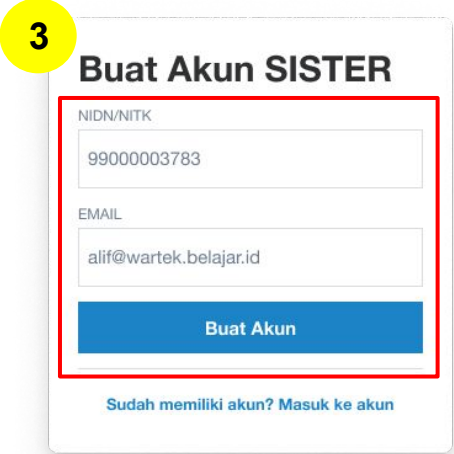 3
Buat Akun SISTER
NIDN/NITK
99000003783
EMAIL
alif@wartek.belajar.id
Buat Akun
Sudah memiliki akun? Masuk ke akun